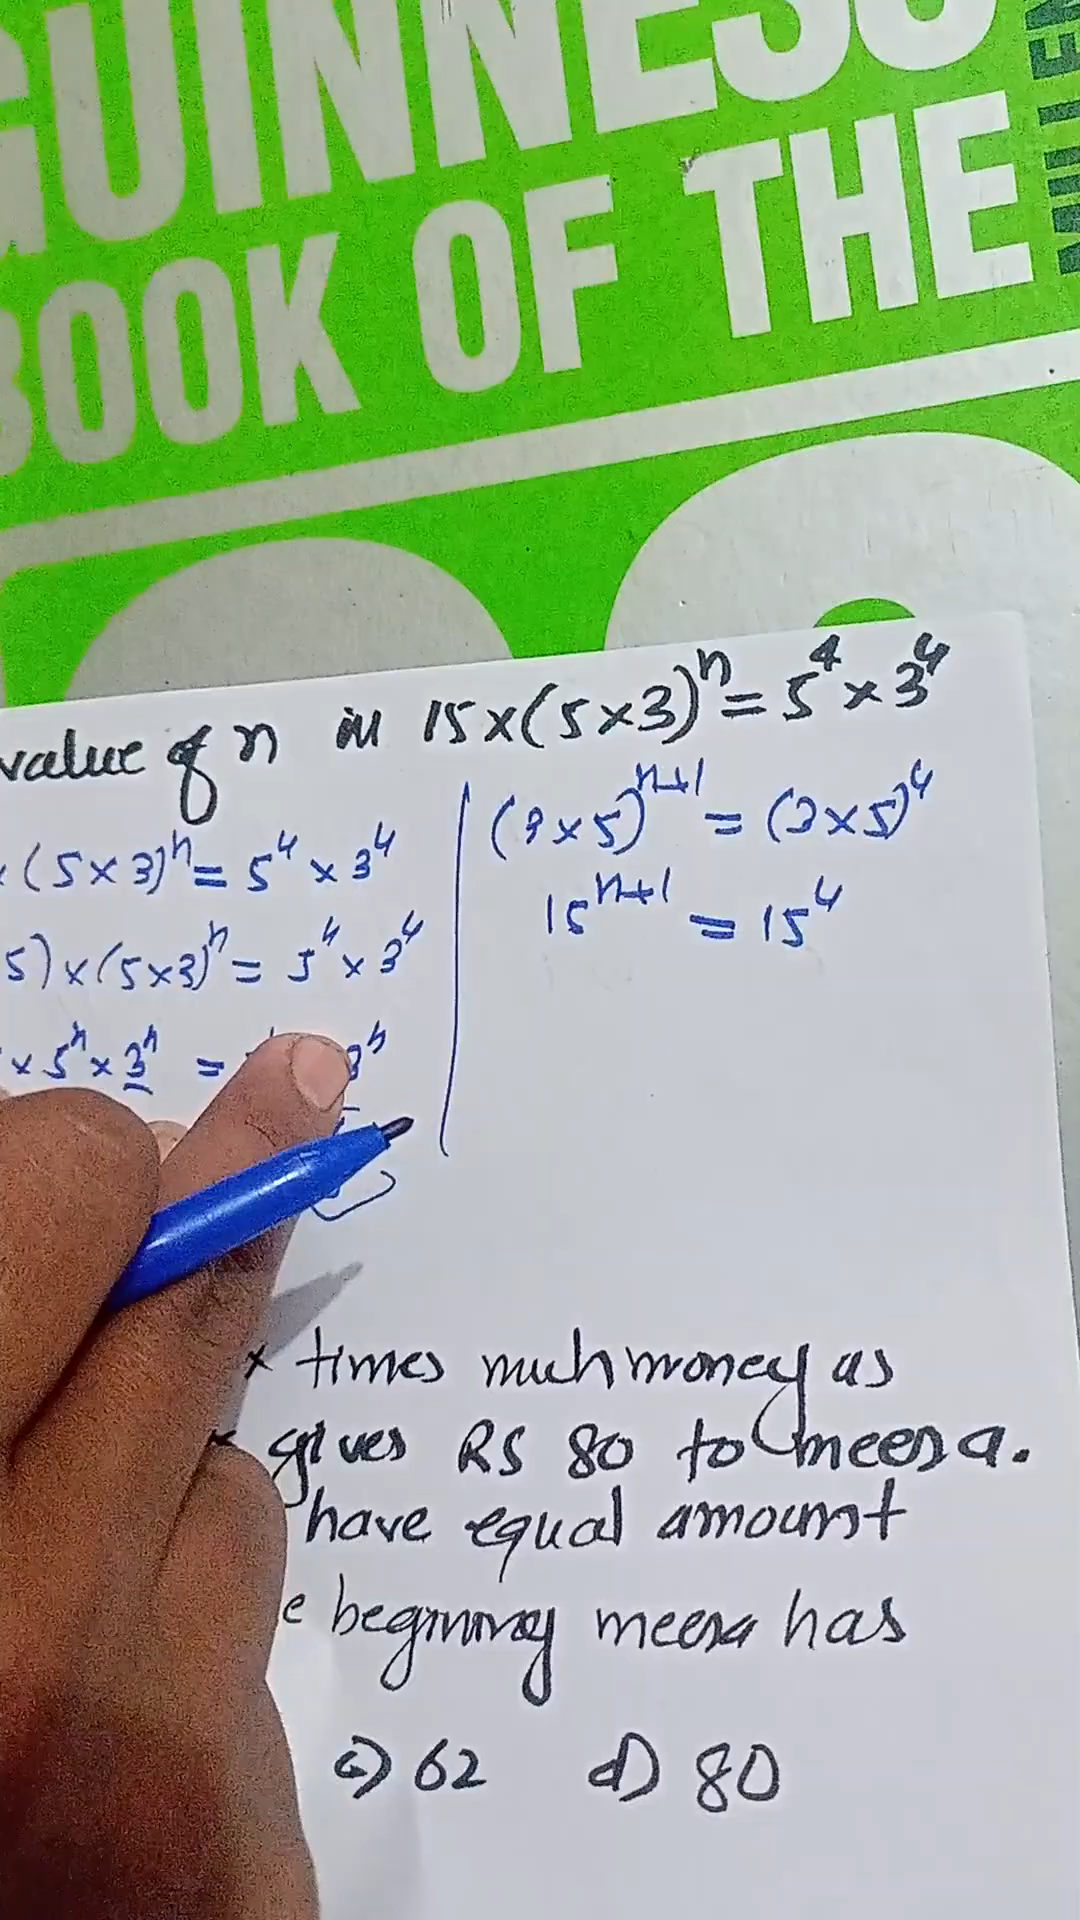 GUINNESS
BOOK OF THE
value of n in 15×(5×3)ⁿ = 5⁴ × 3⁴
×(5×3)ⁿ = 5⁴ × 3⁴
5)×(5×3)ⁿ = 5⁴ × 3⁴
× 5ⁿ × 3ⁿ =
(3×5)ⁿ⁺¹ = (3×5)⁴
15ⁿ⁺¹ = 15⁴
times much money as
gives RS 80 to meera.
have equal amount
e beginning meera has
c) 62 d) 80